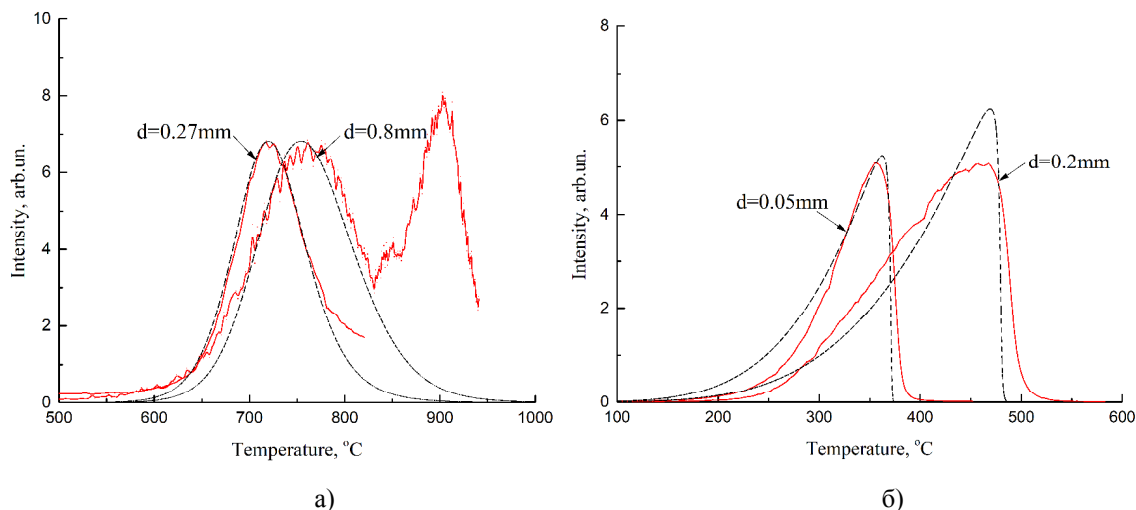 10
8
6
4
2
0
Intensity, arb.un.
d=0.27mm
d=0.8mm
500 600 700 800 900 1000
Temperature, °C
а)
8
6
4
2
0
Intensity, arb.un.
d=0.05mm
d=0.2mm
100 200 300 400 500 600
Temperature, °C
б)